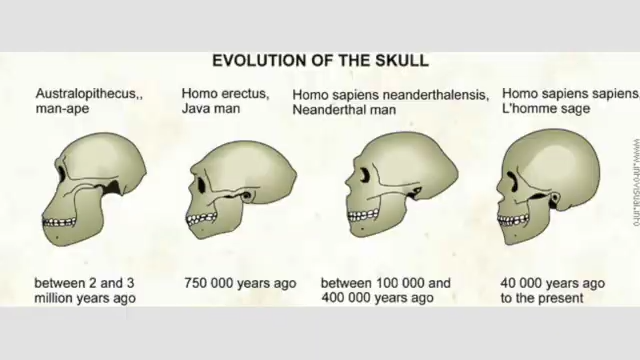 EVOLUTION OF THE SKULL
Australopithecus,,
man-ape
Homo erectus,
Java man
Homo sapiens neanderthalensis,
Neanderthal man
Homo sapiens sapiens,
L'homme sage
between 2 and 3
million years ago
750 000 years ago
between 100 000 and
400 000 years ago
40 000 years ago
to the present